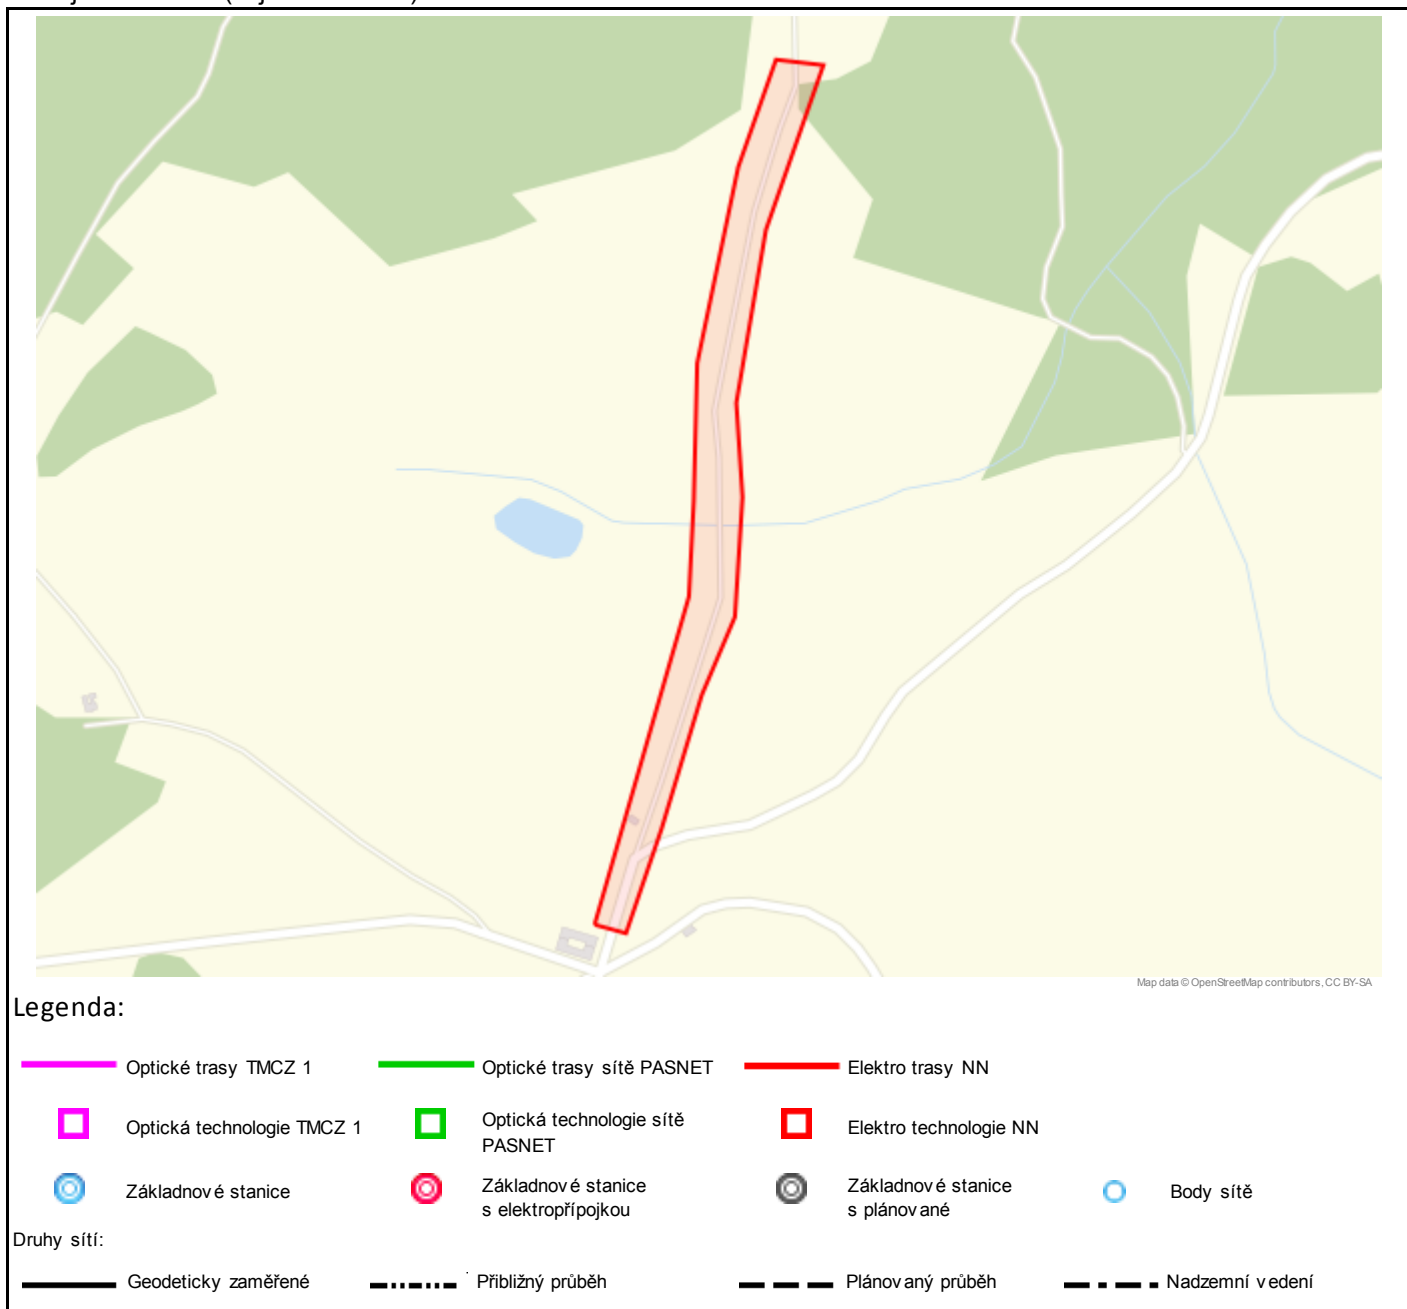 Map data © OpenStreetMap contributors, CC BY-SA
Legenda:
Optické trasy TMCZ 1
Optické trasy sítě PASNET
Elektro trasy NN
Optická technologie TMCZ 1
Optická technologie sítě
PASNET
Elektro technologie NN
Základnové stanice
Základnové stanice
s elektropřípojkou
Základnové stanice
s plánované
Body sítě
Druhy sítí:
Geodeticky zaměřené
Přibližný průběh
Plánovaný průběh
Nadzemní vedení